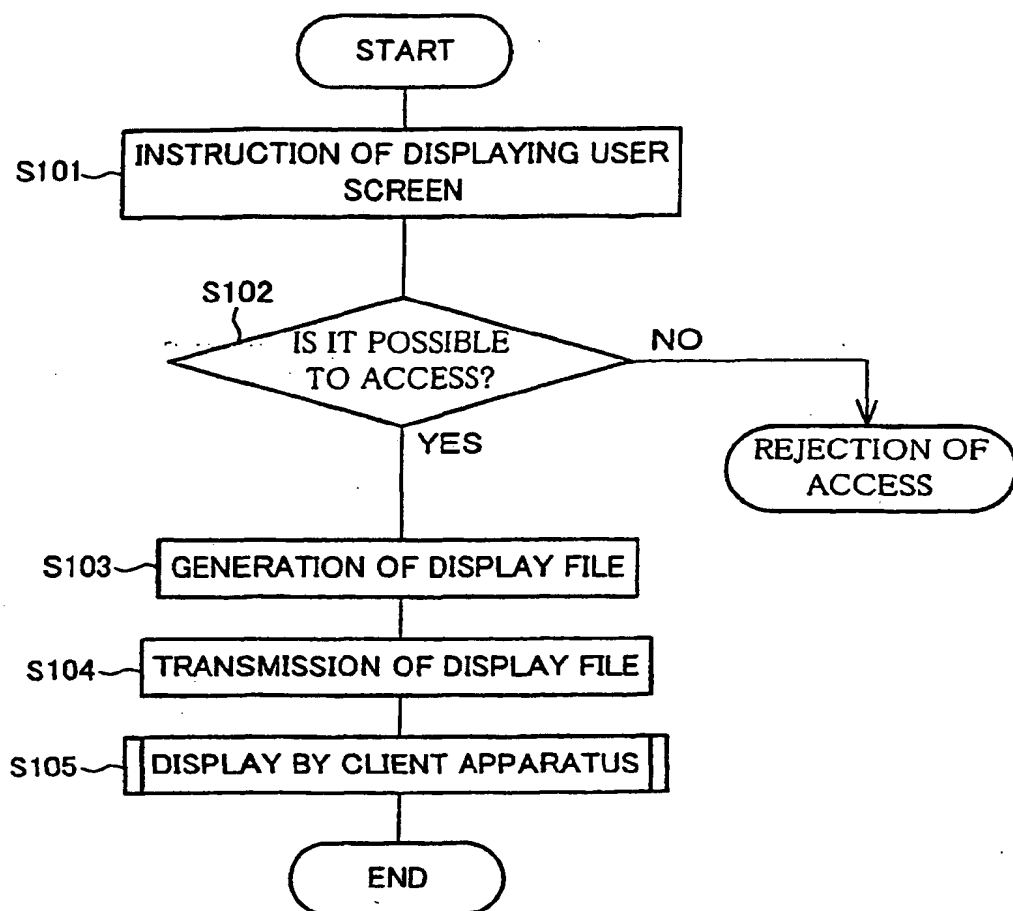 START
S101
INSTRUCTION OF DISPLAYING USER
SCREEN
S102
IS IT POSSIBLE
TO ACCESS?
NO
YES
REJECTION OF
ACCESS
S103
GENERATION OF DISPLAY FILE
S104
TRANSMISSION OF DISPLAY FILE
S105
DISPLAY BY CLIENT APPARATUS
END